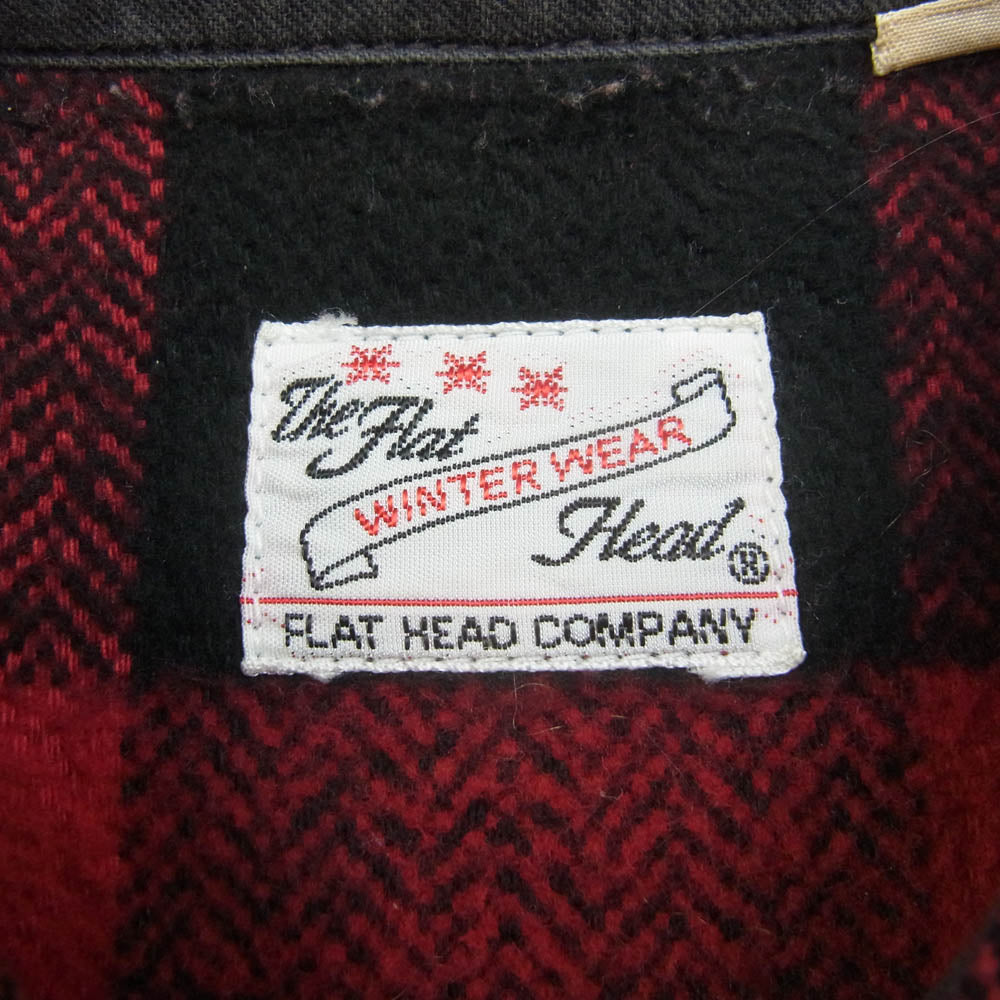 The Flat
WINTER WEAR
Head ®
FLAT HEAD COMPANY